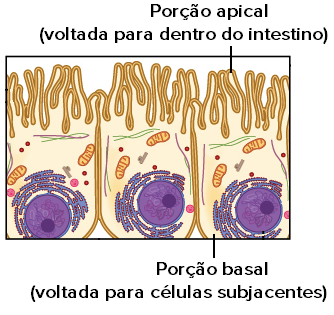 Porção apical
(voltada para dentro do intestino)
Porção basal
(voltada para células subjacentes)